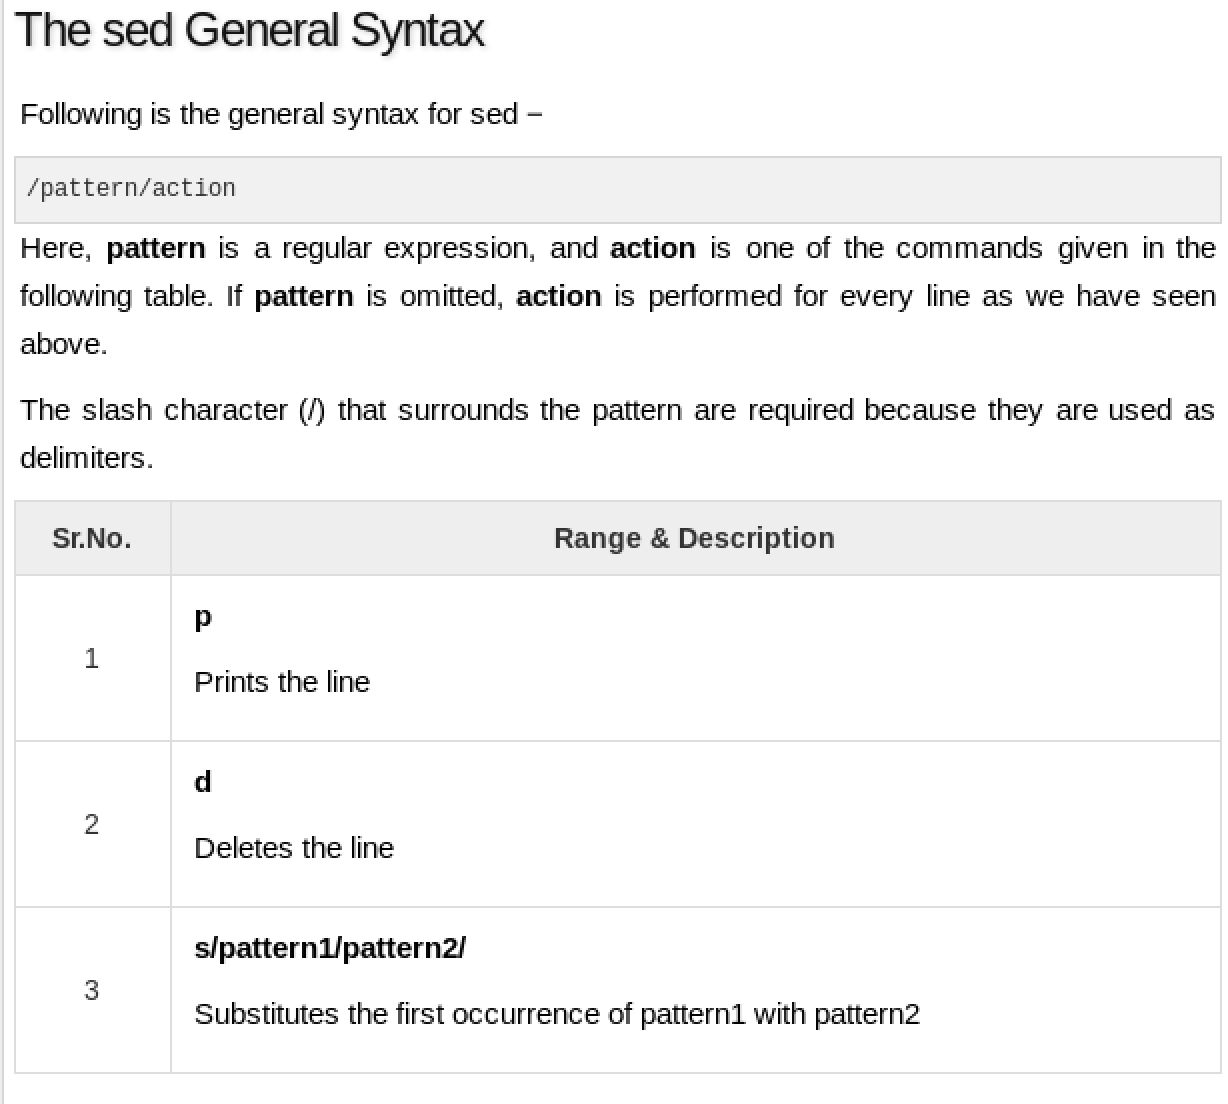 The sed General Syntax
Following is the general syntax for sed −
/pattern/action
Here, pattern is a regular expression, and action is one of the commands given in the
following table. If pattern is omitted, action is performed for every line as we have seen
above.
The slash character (/) that surrounds the pattern are required because they are used as
delimiters.
Sr.No. Range & Description
1
p
Prints the line
2
d
Deletes the line
3
s/pattern1/pattern2/
Substitutes the first occurrence of pattern1 with pattern2